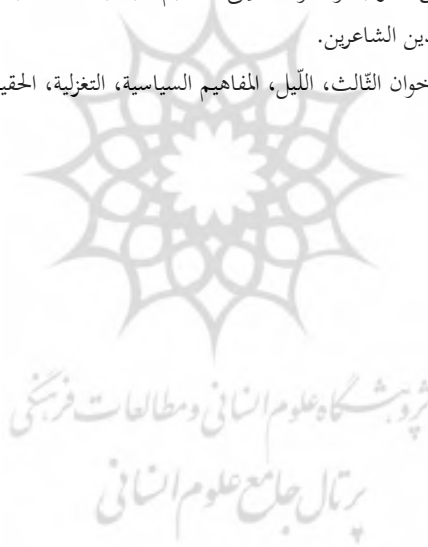 دين الشاعرين.
خوان الثّالث، اللّيل، المفاهيم السياسية، التغزلية، الحقي
پژوهشگاه علوم انسانی و مطالعات فرهنگی
پرتال جامع علوم انسانی